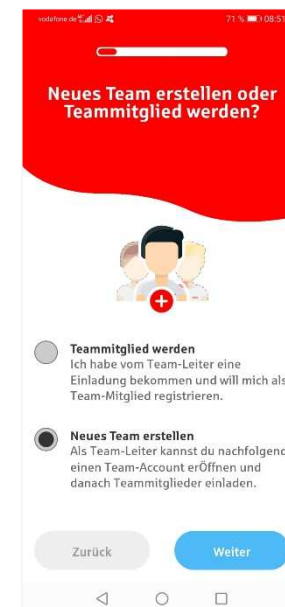 vodafone.de 71 % 08:51
Neues Team erstellen oder
Teammitglied werden?
Teammitglied werden
Ich habe vom Team-Leiter eine
Einladung bekommen und will mich als
Team-Mitglied registrieren.
Neues Team erstellen
Als Team-Leiter kannst du nachfolgend
einen Team-Account erÖffnen und
danach Teammitglieder einladen.
Zurück Weiter